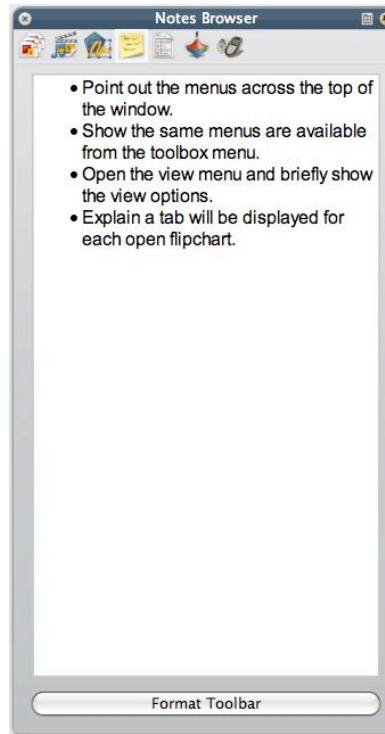 Notes Browser
• Point out the menus across the top of
the window.
• Show the same menus are available
from the toolbox menu.
• Open the view menu and briefly show
the view options.
• Explain a tab will be displayed for
each open flipchart.
Format Toolbar